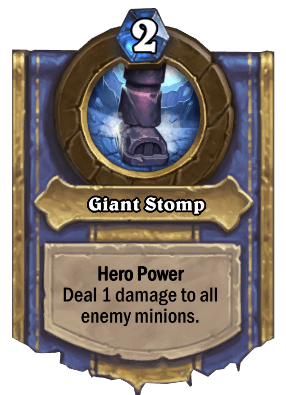 2
Giant Stomp
Hero Power
Deal 1 damage to all
enemy minions.